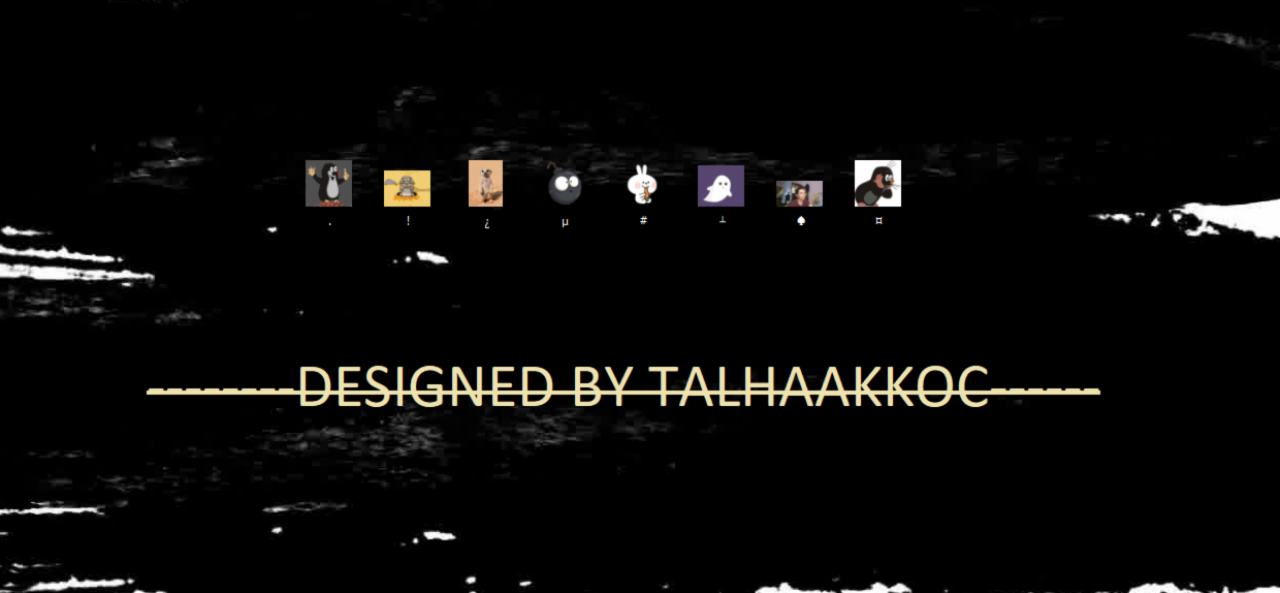 . ! ¿ µ # ┴ ♠ ¤
--------DESIGNED BY TALHAAKKOC------